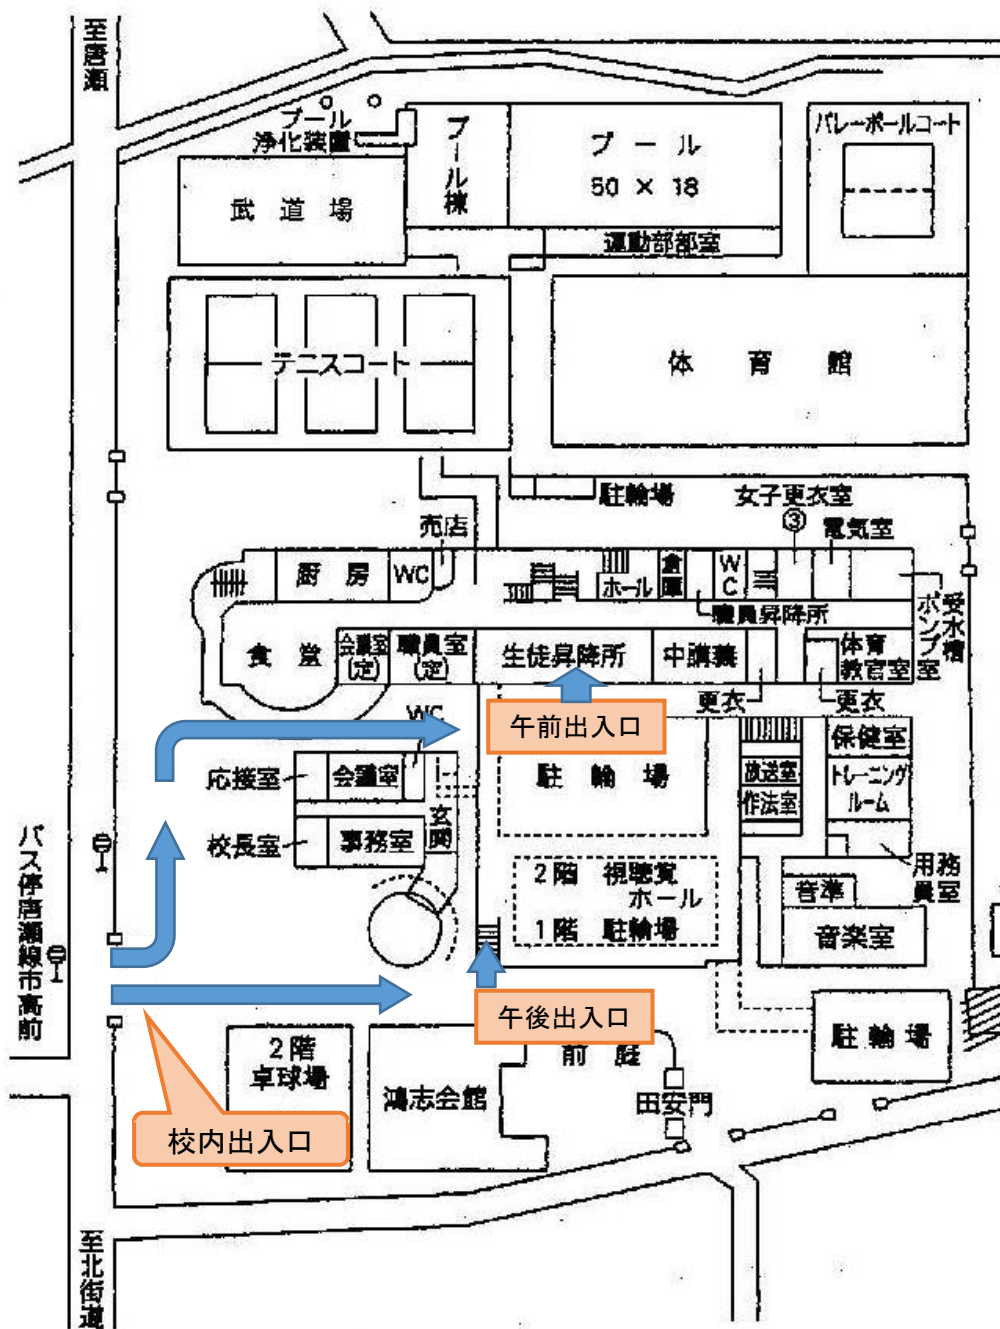 至唐瀬
プール
浄化装置
プール棟
プール
50 × 18
バレーボールコート
武道場
運動部部室
テニスコート
体育館
駐輪場
女子更衣室
③
電気室
売店
厨房
WC
ホール
倉庫
WC
職員昇降所
受水槽
ポンプ室
食堂
会議室
(定)
職員室
(定)
生徒昇降所
中講義
体育
教官室
更衣
更衣
WC
午前出入口
保健室
応接室
会議室
駐輪場
放送室
作法室
トレーニング
ルーム
玄関
校長室
事務室
用務
員室
バス停唐瀬線市高前
2階 視聴覚
ホール
1階 駐輪場
音準
音楽室
午後出入口
駐輪場
2階
卓球場
前庭
鴻志会館
田安門
校内出入口
至北街道